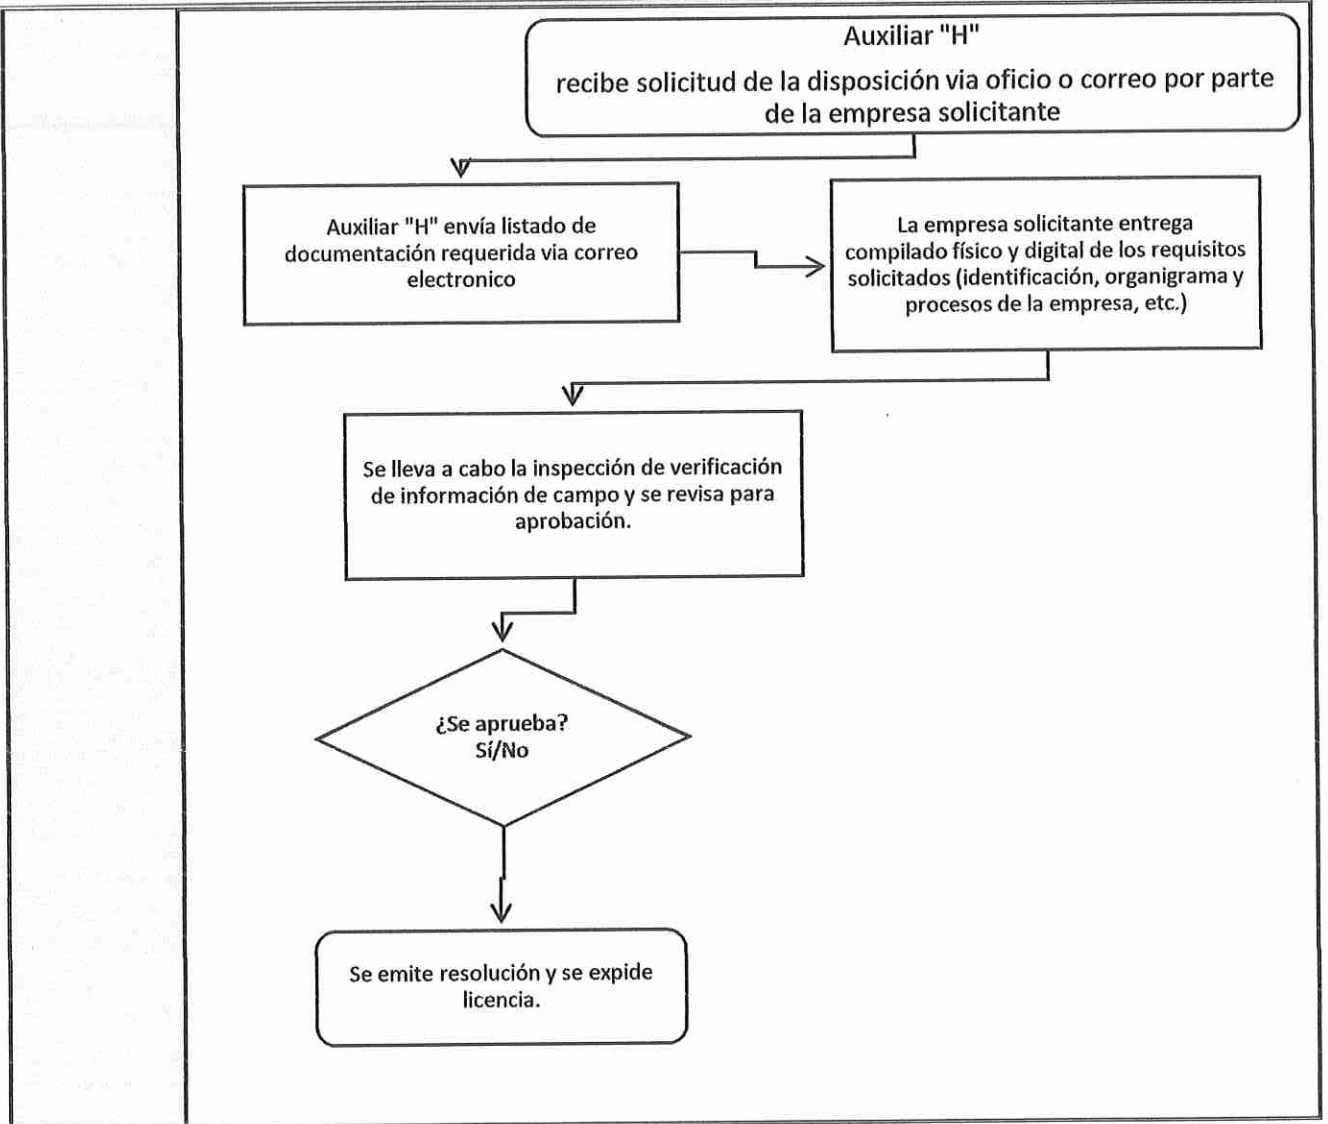 Auxiliar "H"
recibe solicitud de la disposición via oficio o correo por parte
de la empresa solicitante
Auxiliar "H" envía listado de
documentación requerida via correo
electronico
La empresa solicitante entrega
compilado físico y digital de los requisitos
solicitados (identificación, organigrama y
procesos de la empresa, etc.)
Se lleva a cabo la inspección de verificación
de información de campo y se revisa para
aprobación.
¿Se aprueba?
Sí/No
Se emite resolución y se expide
licencia.